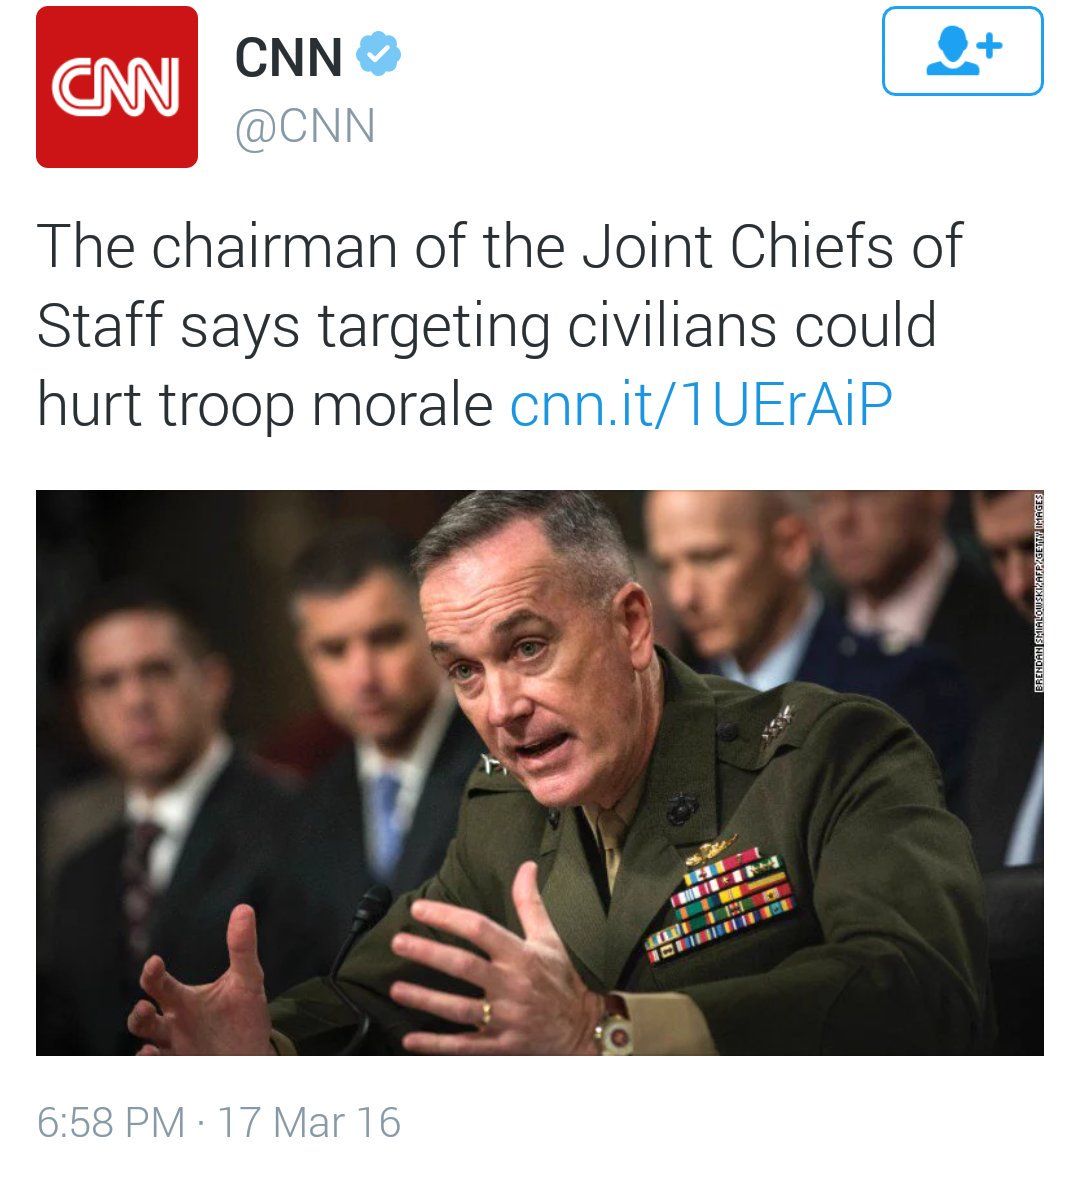 CNN
CNN
@CNN
The chairman of the Joint Chiefs of
Staff says targeting civilians could
hurt troop morale cnn.it/1UErAiP
BRENDAN SMIALOWSKI/AFP/GETTY IMAGES
6:58 PM · 17 Mar 16